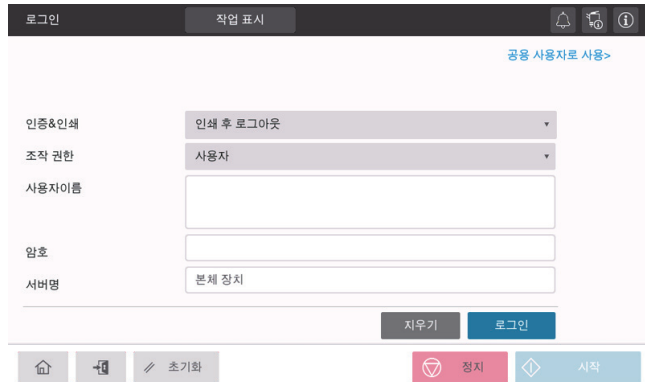 로그인 작업 표시
공용 사용자로 사용>
인증&인쇄 인쇄 후 로그아웃
조작 권한 사용자
사용자이름
암호
서버명 본체 장치
지우기 로그인
초기화 정지 시작